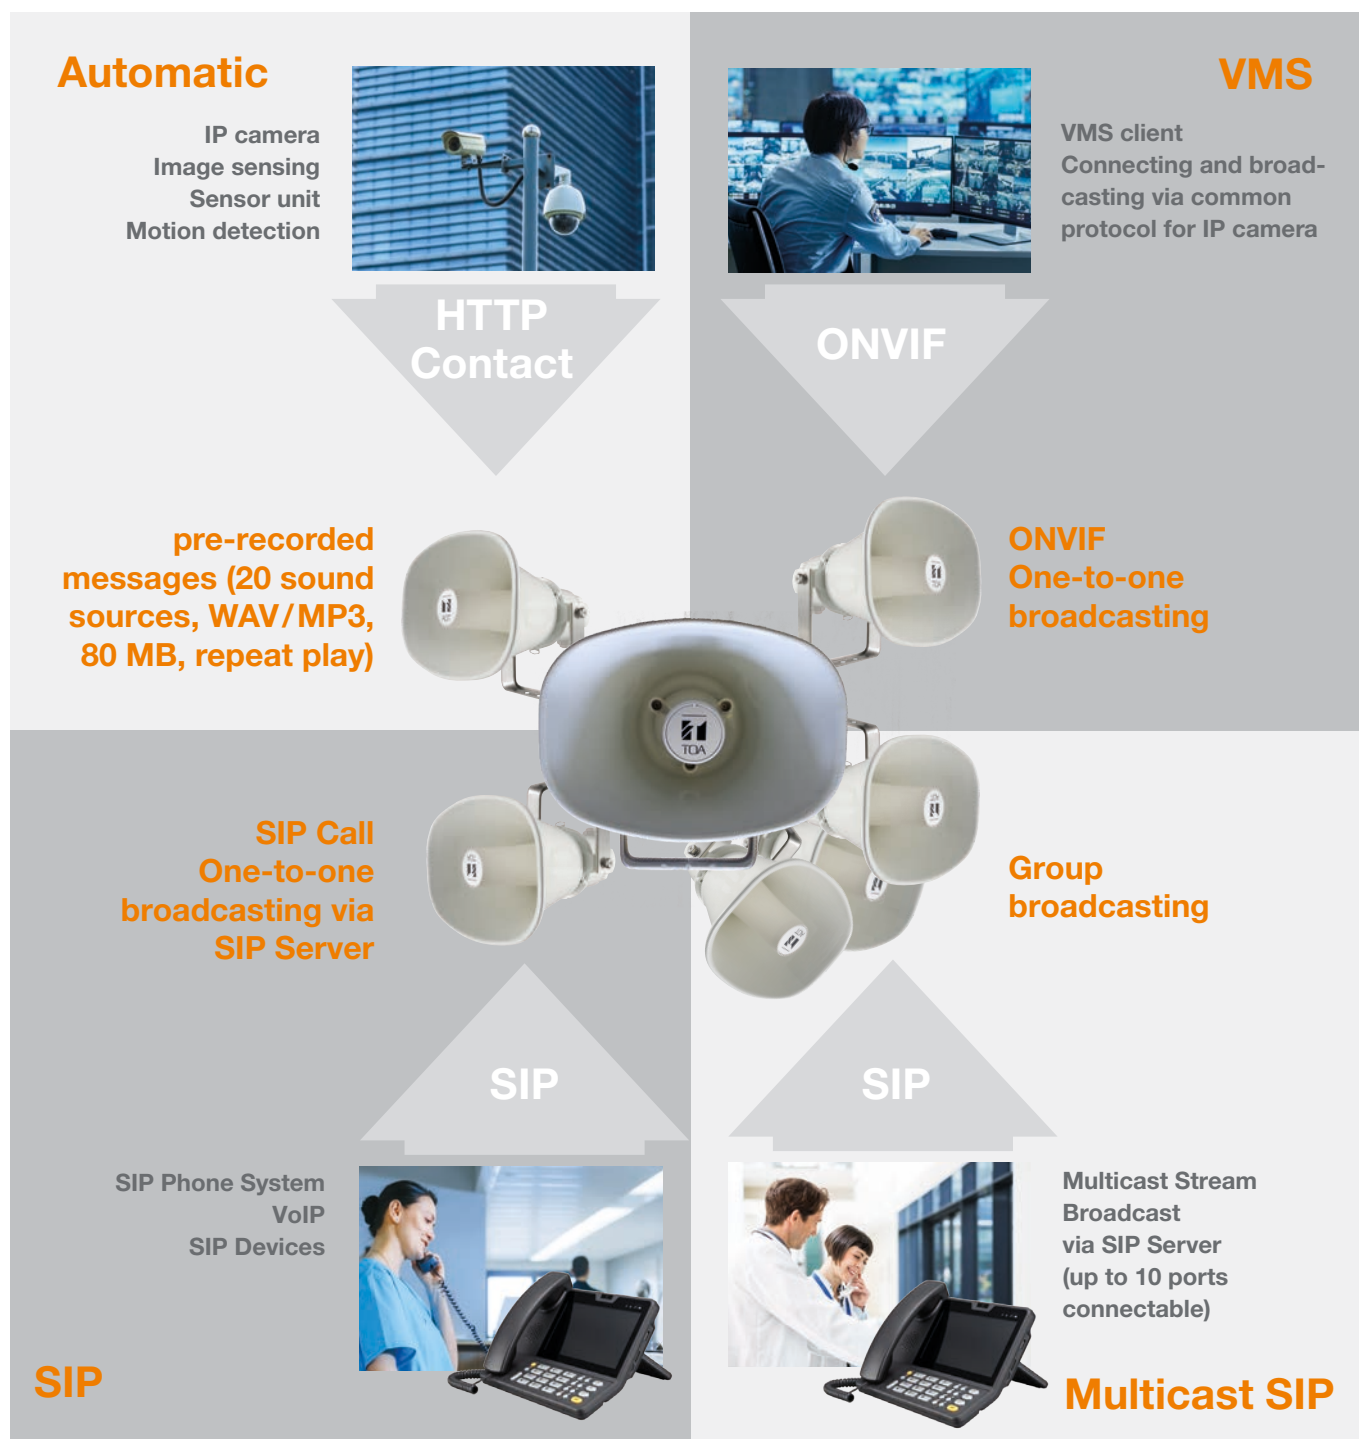 Automatic
IP camera
Image sensing
Sensor unit
Motion detection
HTTP
Contact
pre-recorded
messages (20 sound
sources, WAV/MP3,
80 MB, repeat play)
VMS
VMS client
Connecting and broad-
casting via common
protocol for IP camera
ONVIF
ONVIF
One-to-one
broadcasting
TOA
TOA
SIP Call
One-to-one
broadcasting via
SIP Server
SIP
SIP Phone System
VoIP
SIP Devices
SIP
Group
broadcasting
SIP
Multicast Stream
Broadcast
via SIP Server
(up to 10 ports
connectable)
Multicast SIP